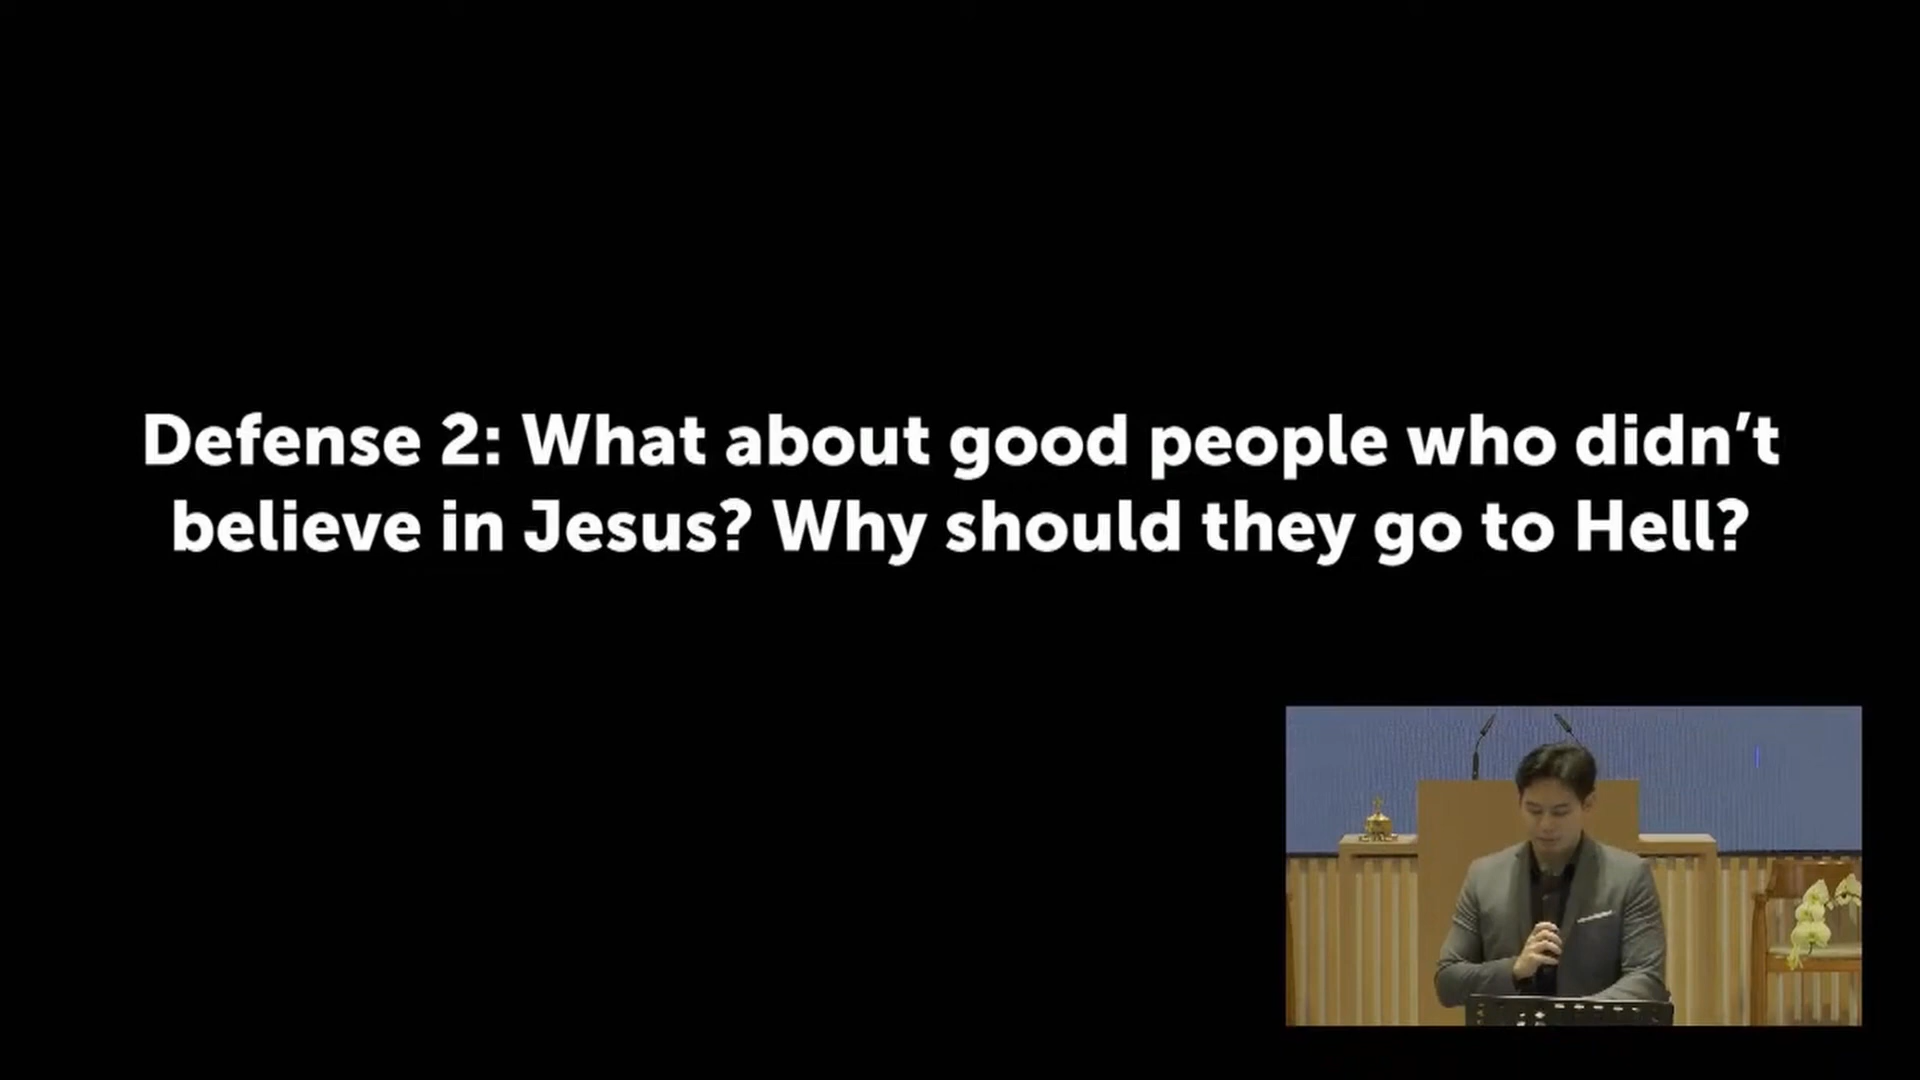 Defense 2: What about good people who didn’t
believe in Jesus? Why should they go to Hell?